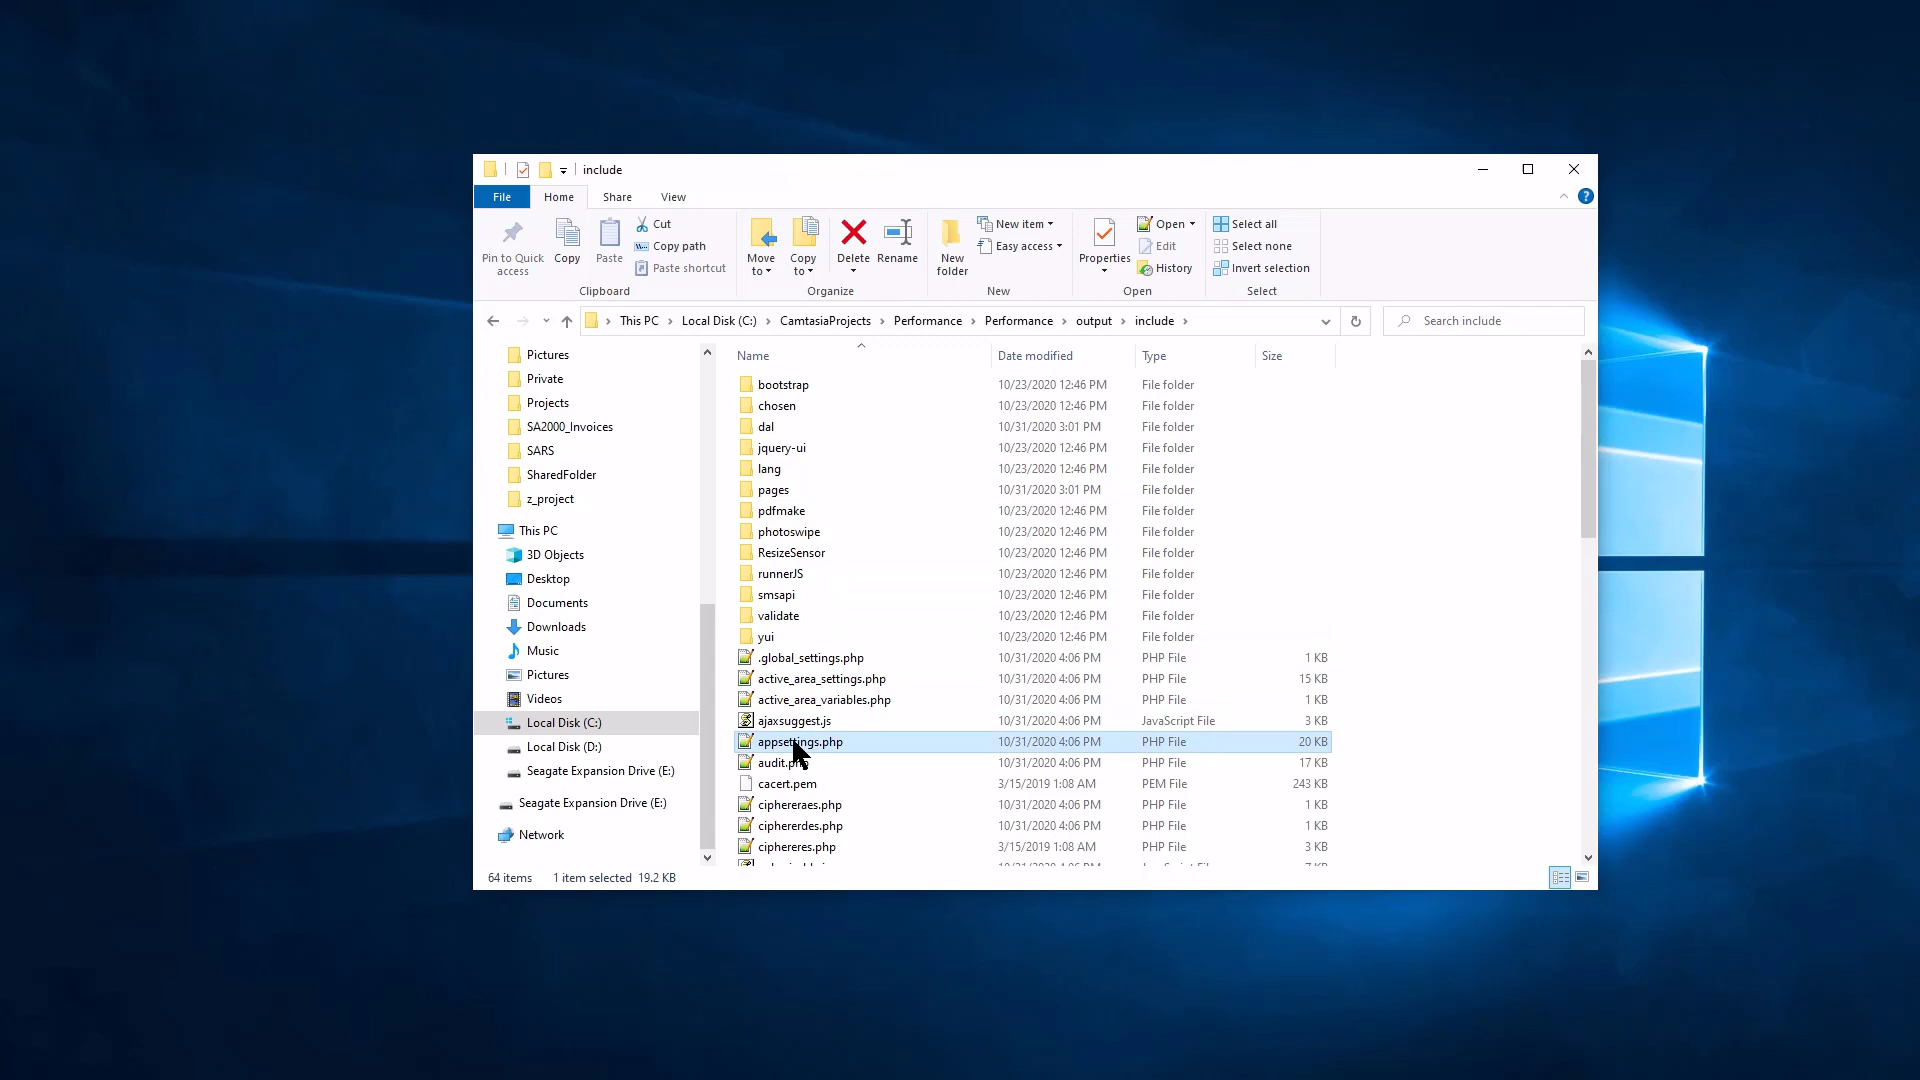 include
File Home Share View
Pin to Quick access
Copy
Paste
Cut
Copy path
Paste shortcut
Clipboard
Move to
Copy to
Delete
Rename
Organize
New folder
New item
Easy access
New
Properties
Open
Edit
History
Open
Select all
Select none
Invert selection
Select
This PC > Local Disk (C:) > CamtasiaProjects > Performance > Performance > output > include >
Search include
Pictures
Private
Projects
SA2000_Invoices
SARS
SharedFolder
z_project
This PC
3D Objects
Desktop
Documents
Downloads
Music
Pictures
Videos
Local Disk (C:)
Local Disk (D:)
Seagate Expansion Drive (E:)
Seagate Expansion Drive (E:)
Network
Name Date modified Type Size
bootstrap 10/23/2020 12:46 PM File folder
chosen 10/23/2020 12:46 PM File folder
dal 10/31/2020 3:01 PM File folder
jquery-ui 10/23/2020 12:46 PM File folder
lang 10/23/2020 12:46 PM File folder
pages 10/31/2020 3:01 PM File folder
pdfmake 10/23/2020 12:46 PM File folder
photoswipe 10/23/2020 12:46 PM File folder
ResizeSensor 10/23/2020 12:46 PM File folder
runnerJS 10/23/2020 12:46 PM File folder
smsapi 10/23/2020 12:46 PM File folder
validate 10/23/2020 12:46 PM File folder
yui 10/23/2020 12:46 PM File folder
.global_settings.php 10/31/2020 4:06 PM PHP File 1 KB
active_area_settings.php 10/31/2020 4:06 PM PHP File 15 KB
active_area_variables.php 10/31/2020 4:06 PM PHP File 1 KB
ajaxsuggest.js 10/31/2020 4:06 PM JavaScript File 3 KB
appsettings.php 10/31/2020 4:06 PM PHP File 20 KB
audit.php 10/31/2020 4:06 PM PHP File 17 KB
cacert.pem 3/15/2019 1:08 AM PEM File 243 KB
ciphereraes.php 10/31/2020 4:06 PM PHP File 1 KB
ciphererdes.php 10/31/2020 4:06 PM PHP File 1 KB
ciphereres.php 3/15/2019 1:08 AM PHP File 3 KB
64 items 1 item selected 19.2 KB